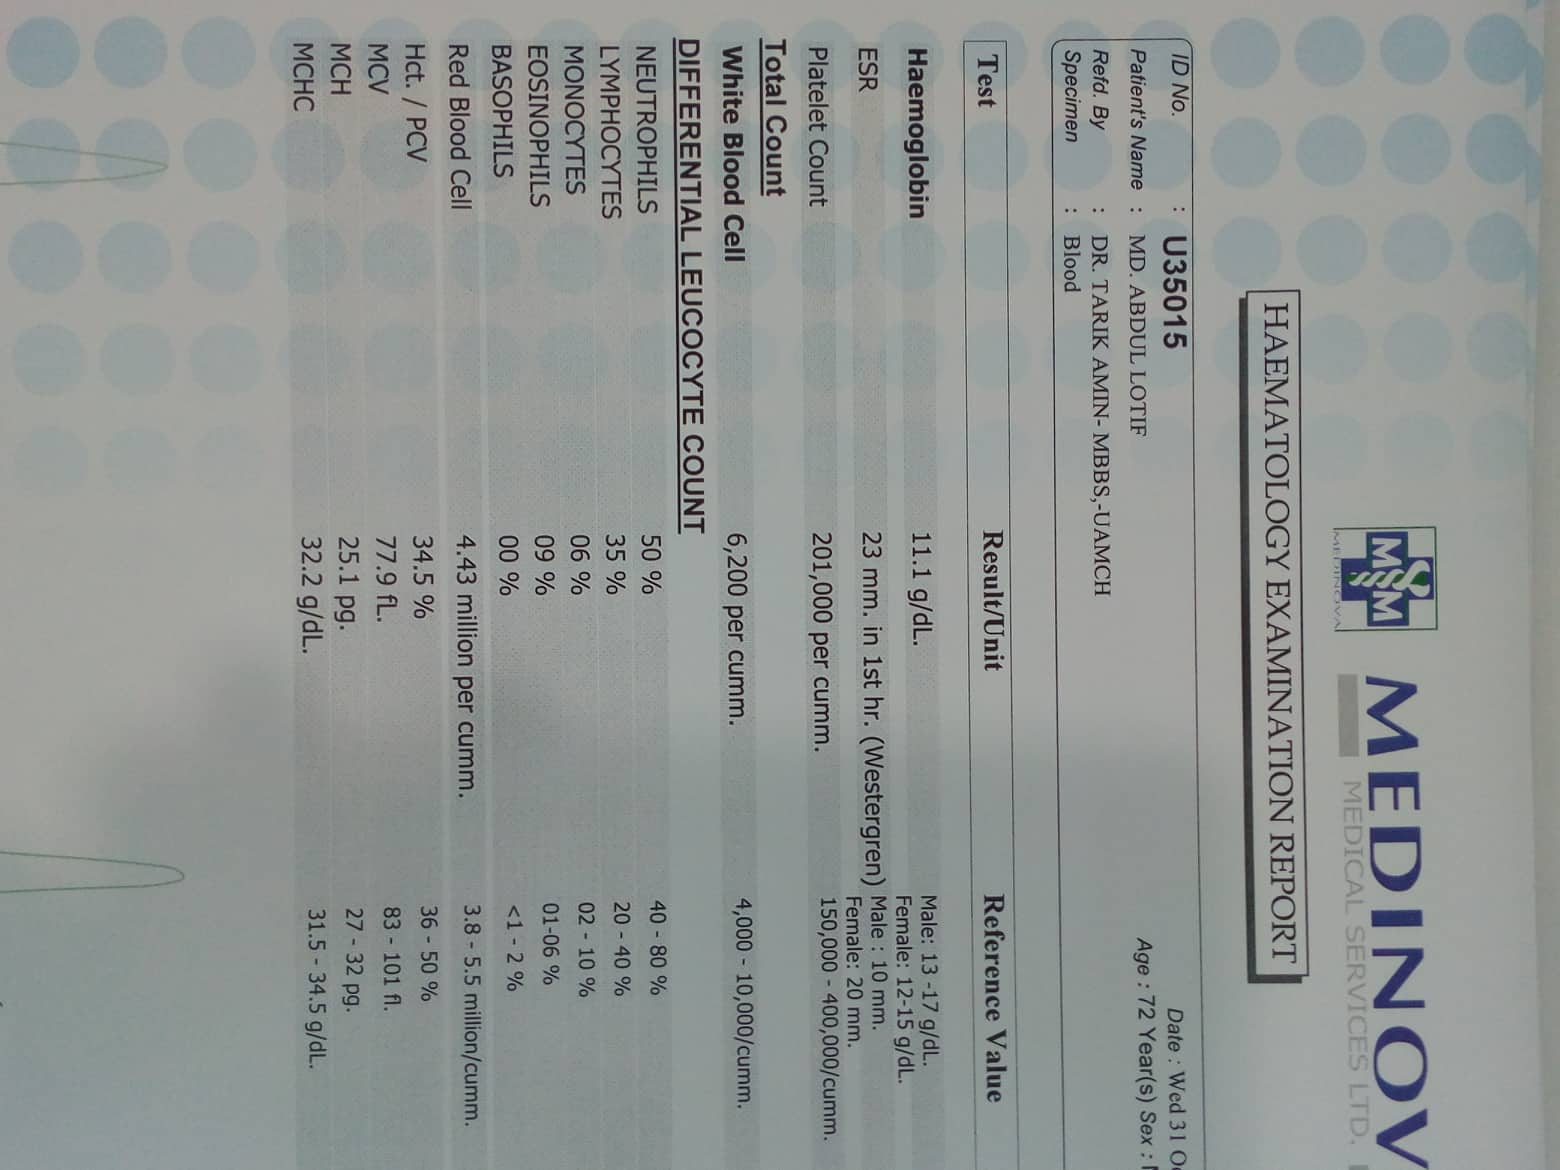 MEDINOV
MEDINOVA
MEDICAL SERVICES LTD.
HAEMATOLOGY EXAMINATION REPORT
ID No. : U35015 Date : Wed 31 O
Patient's Name : MD. ABDUL LOTIF Age : 72 Year(s) Sex :
Refd. By : DR. TARIK AMIN- MBBS,-UAMCH
Specimen : Blood
Test Result/Unit Reference Value
Haemoglobin 11.1 g/dL. Male: 13 -17 g/dL.
Female: 12-15 g/dL.
ESR 23 mm. in 1st hr. (Westergren) Male : 10 mm.
Female: 20 mm.
Platelet Count 201,000 per cumm. 150,000 - 400,000/cumm.
Total Count
White Blood Cell 6,200 per cumm. 4,000 - 10,000/cumm.
DIFFERENTIAL LEUCOCYTE COUNT
NEUTROPHILS 50 % 40 - 80 %
LYMPHOCYTES 35 % 20 - 40 %
MONOCYTES 06 % 02 - 10 %
EOSINOPHILS 09 % 01-06 %
BASOPHILS 00 % <1 - 2 %
Red Blood Cell 4.43 million per cumm. 3.8 - 5.5 million/cumm.
Hct. / PCV 34.5 % 36 - 50 %
MCV 77.9 fL. 83 - 101 fl.
MCH 25.1 pg. 27 - 32 pg.
MCHC 32.2 g/dL. 31.5 - 34.5 g/dL.